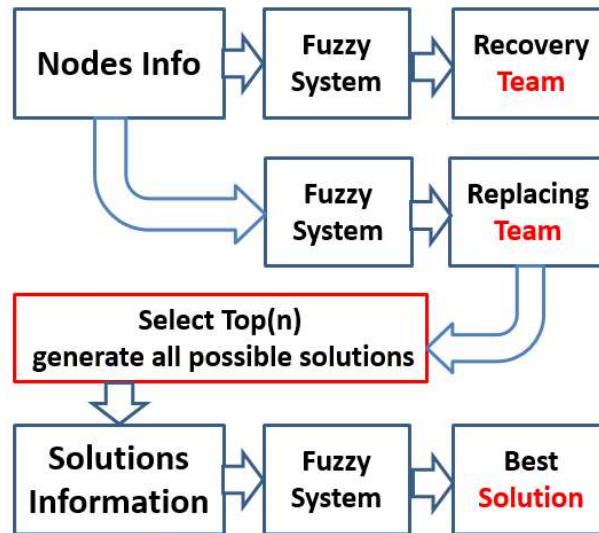 Nodes Info
Fuzzy
System
Recovery
Team
Fuzzy
System
Replacing
Team
Select Top(n)
generate all possible solutions
Solutions
Information
Fuzzy
System
Best
Solution